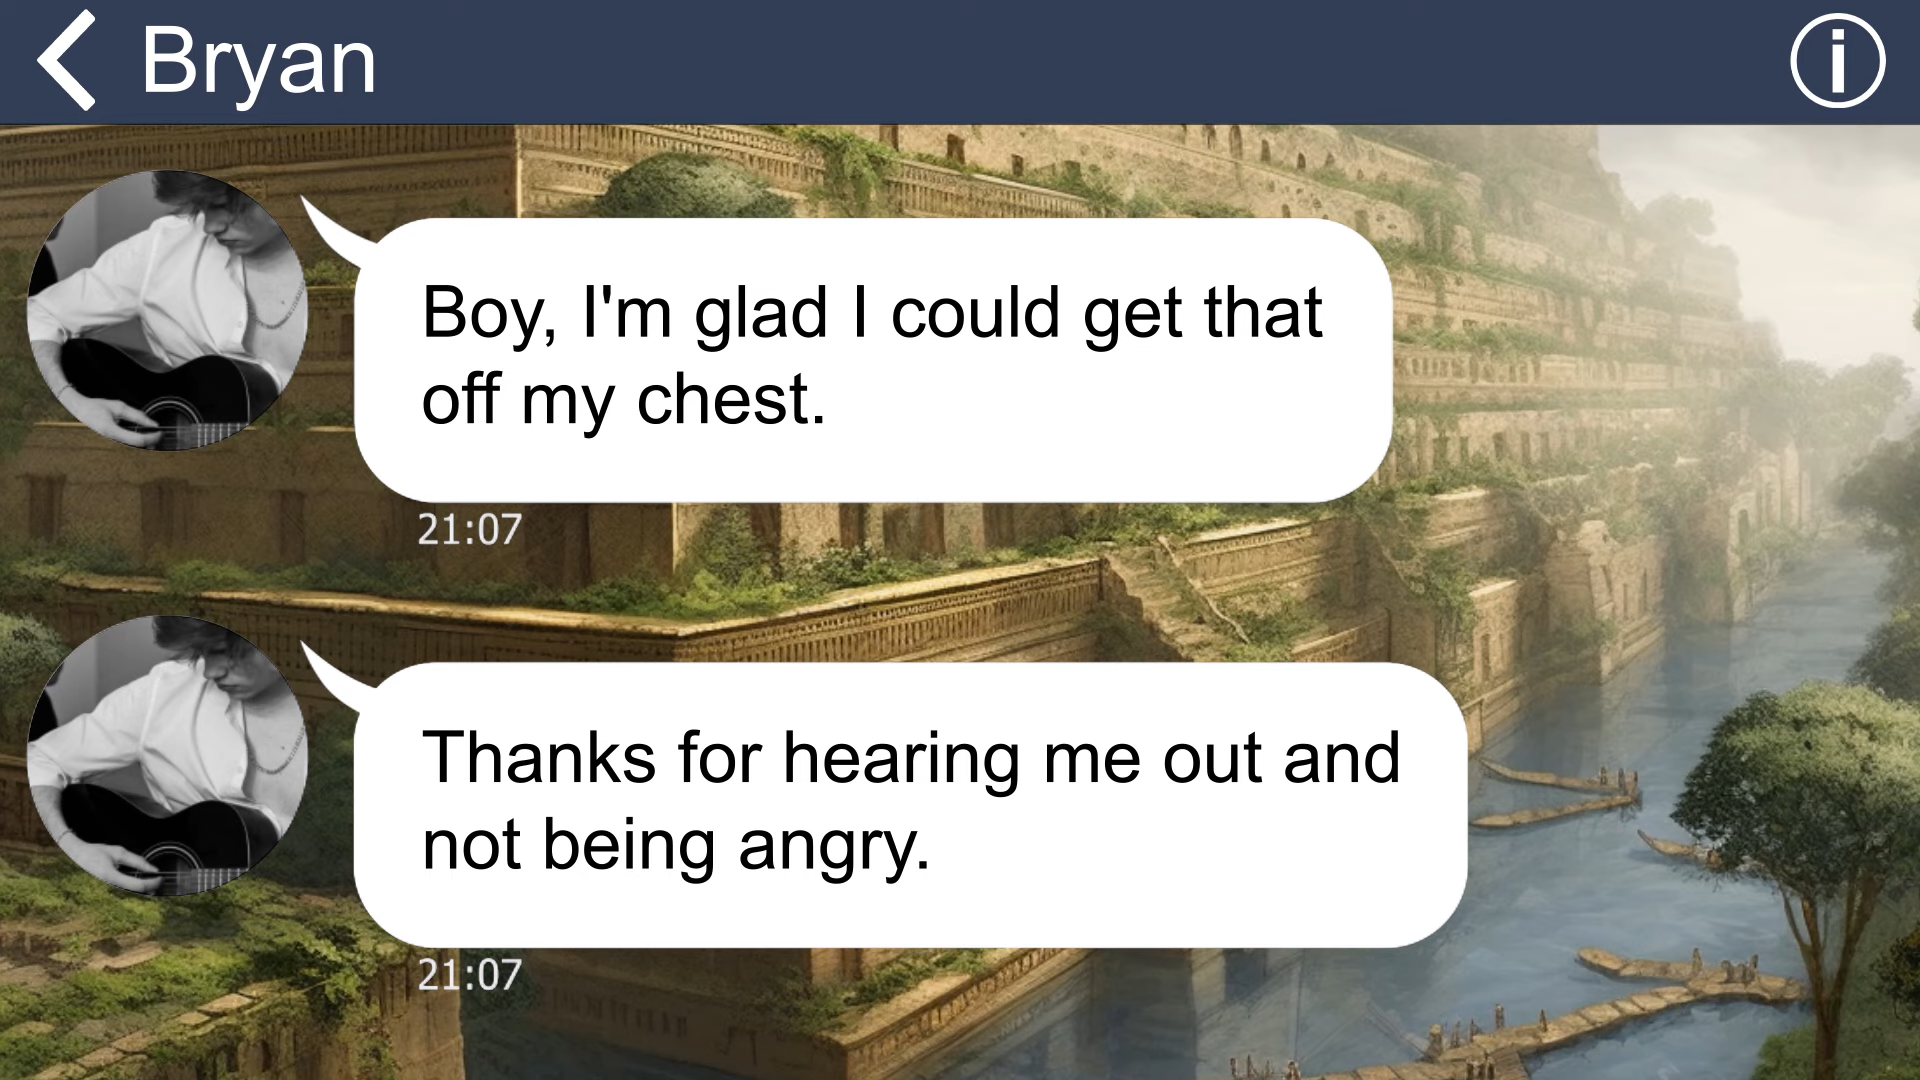 Bryan
Boy, I'm glad I could get that
off my chest.
21:07
Thanks for hearing me out and
not being angry.
21:07